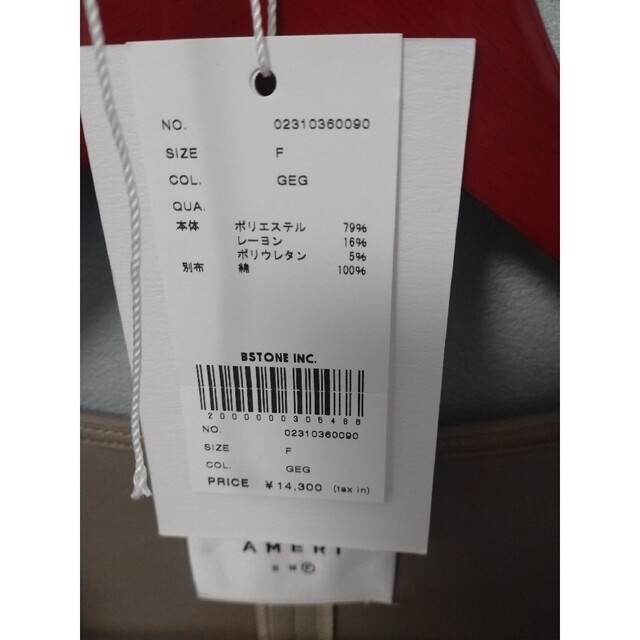 NO. 02310360090
SIZE F
COL. GEG
QUA.
本体 ポリエステル 79%
レーヨン 16%
ポリウレタン 5%
別布 綿 100%
BSTONE INC.
2000000305486
NO. 02310360090
SIZE F
COL. GEG
PRICE ¥14,300 (tax in)
AMERI